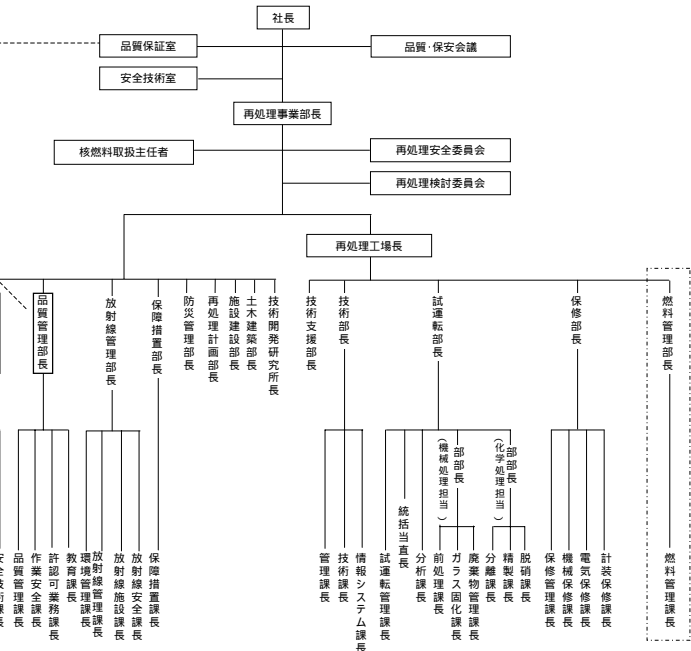 社長
品質保証室
品質・保安会議
安全技術室
再処理事業部長
核燃料取扱主任者
再処理安全委員会
再処理検討委員会
再処理工場長
品質管理部長
放射線管理部長
保障措置部長
防災管理部長
再処理計画部長
施設建設部長
土木建築部長
技術開発研究所長
技術支援部長
技術部長
試運転部長
保修部長
燃料管理部長
部部長
(機械処理担当)
部部長
(化学処理担当)
統括当直長
安全技術課長
品質管理課長
作業安全課長
許認可業務課長
教育課長
環境管理課長
放射線管理課長
放射線施設課長
放射線安全課長
保障措置課長
管理課長
技術課長
情報システム課長
試運転管理課長
分析課長
前処理課長
ガラス固化課長
廃棄物管理課長
分離課長
精製課長
脱硝課長
保修管理課長
機械保修課長
電気保修課長
計装保修課長
燃料管理課長